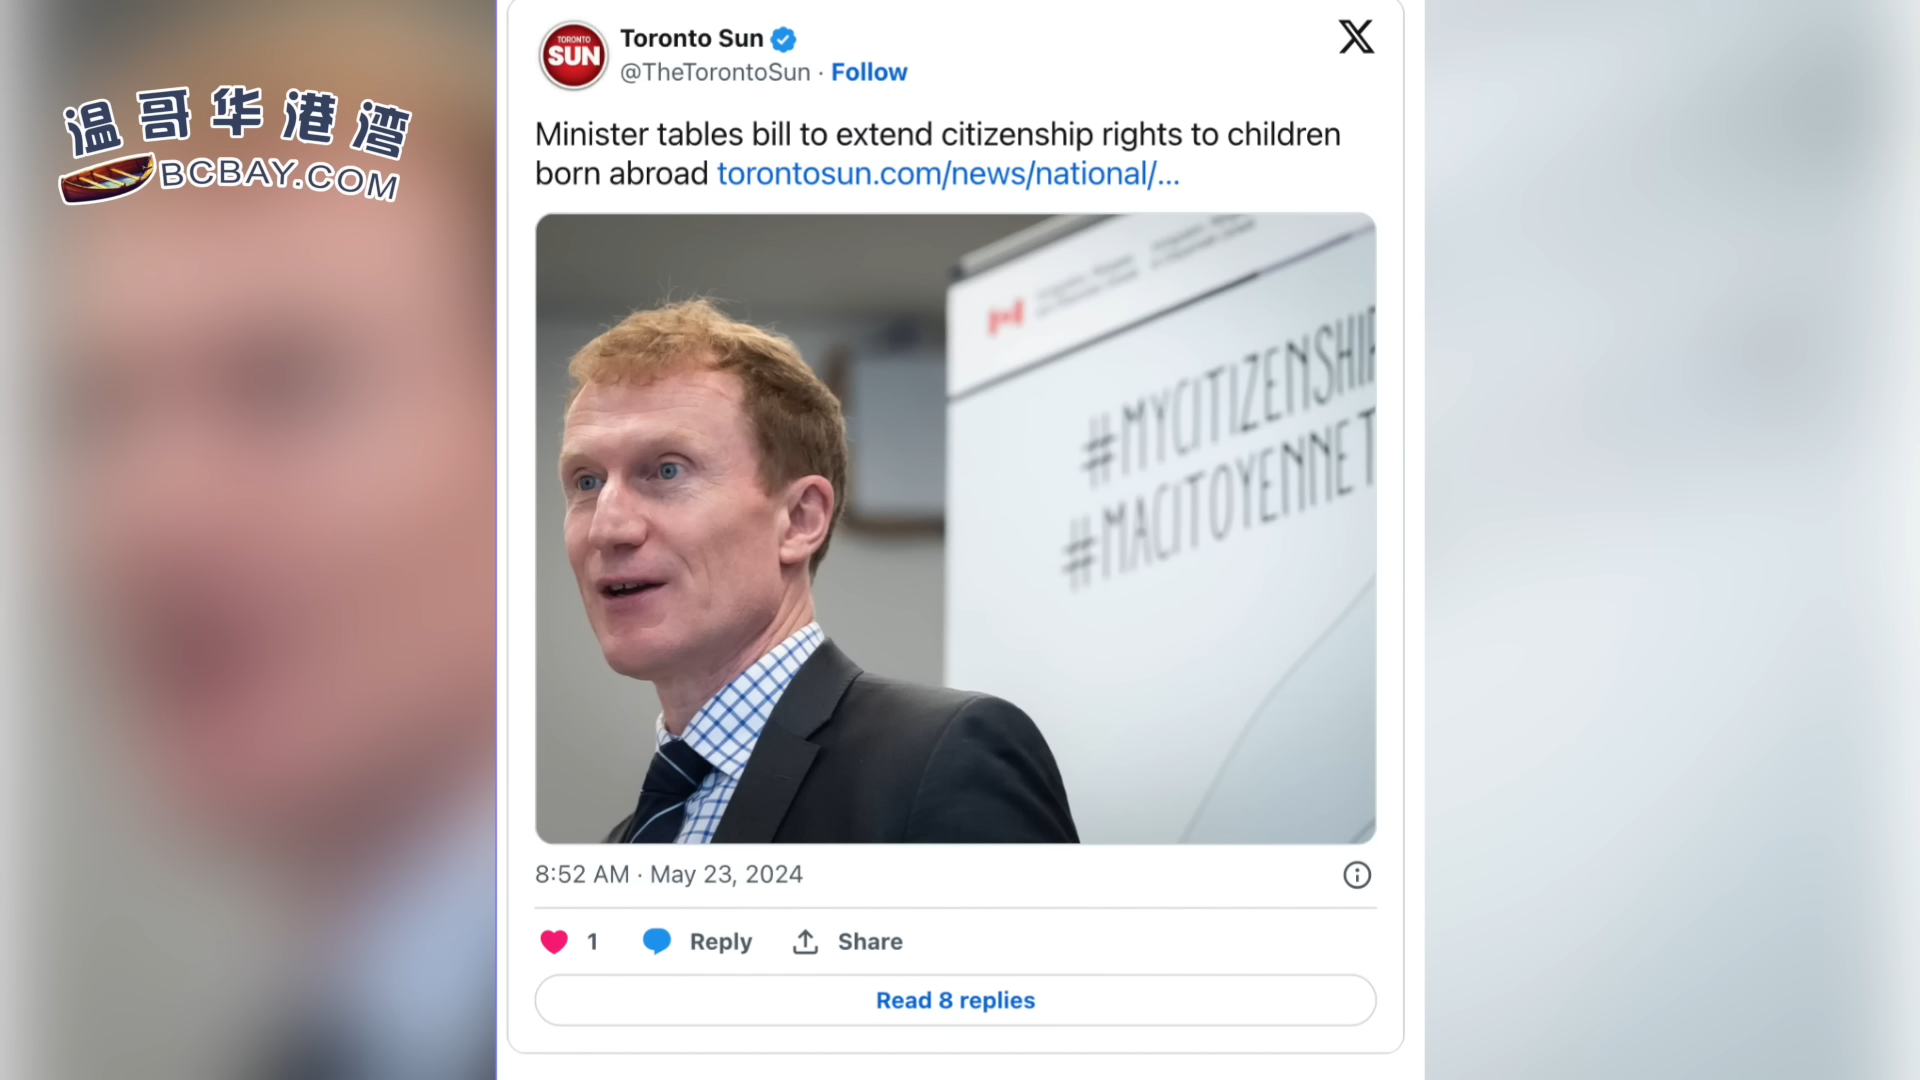 温哥华港湾
BCBAY.COM
TORONTO
SUN
Toronto Sun
@TheTorontoSun · Follow
Minister tables bill to extend citizenship rights to children
born abroad torontosun.com/news/national/...
#MYCITIZENSHIP
#MACITOYENNET
8:52 AM · May 23, 2024
1 Reply Share
Read 8 replies